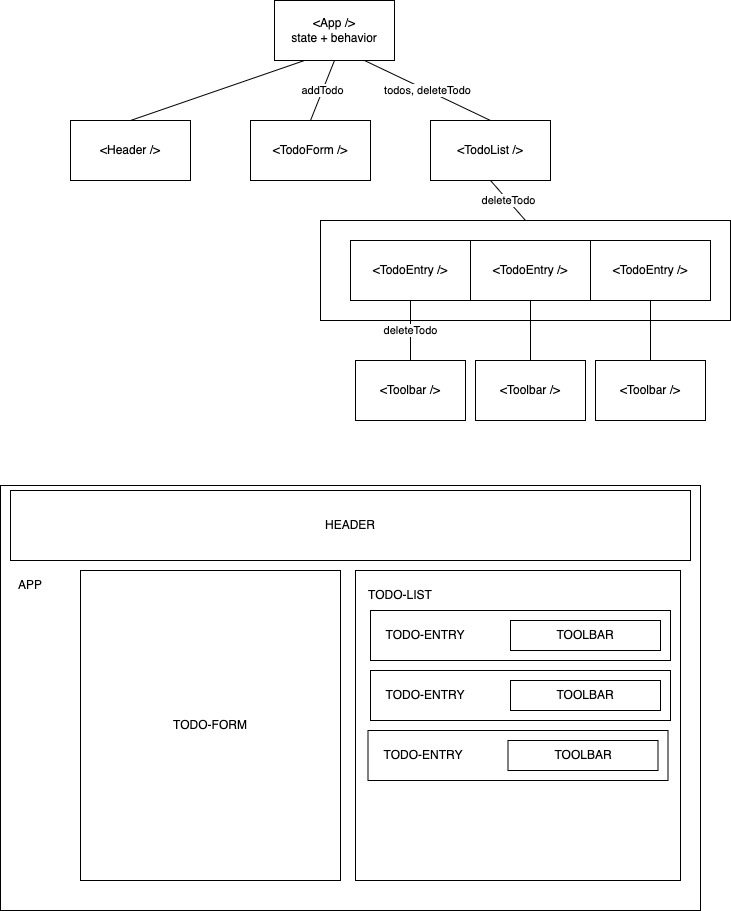 <App />
state + behavior
addTodo
todos, deleteTodo
<Header />
<TodoForm />
<TodoList />
deleteTodo
<TodoEntry />
<TodoEntry />
<TodoEntry />
deleteTodo
<Toolbar />
<Toolbar />
<Toolbar />
HEADER
APP
TODO-FORM
TODO-LIST
TODO-ENTRY
TOOLBAR
TODO-ENTRY
TOOLBAR
TODO-ENTRY
TOOLBAR